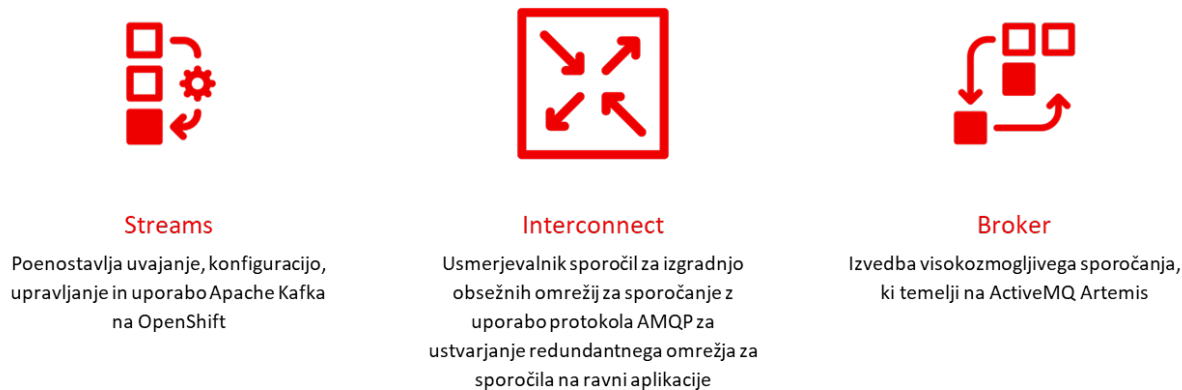 Streams
Poenostavlja uvajanje, konfiguracijo,
upravljanje in uporabo Apache Kafka
na OpenShift
Interconnect
Usmerjevalnik sporočil za izgradnjo
obsežnih omrežij za sporočanje z
uporabo protokola AMQP za
ustvarjanje redundantnega omrežja za
sporočila na ravni aplikacije
Broker
Izvedba visokozmogljivega sporočanja,
ki temelji na ActiveMQ Artemis